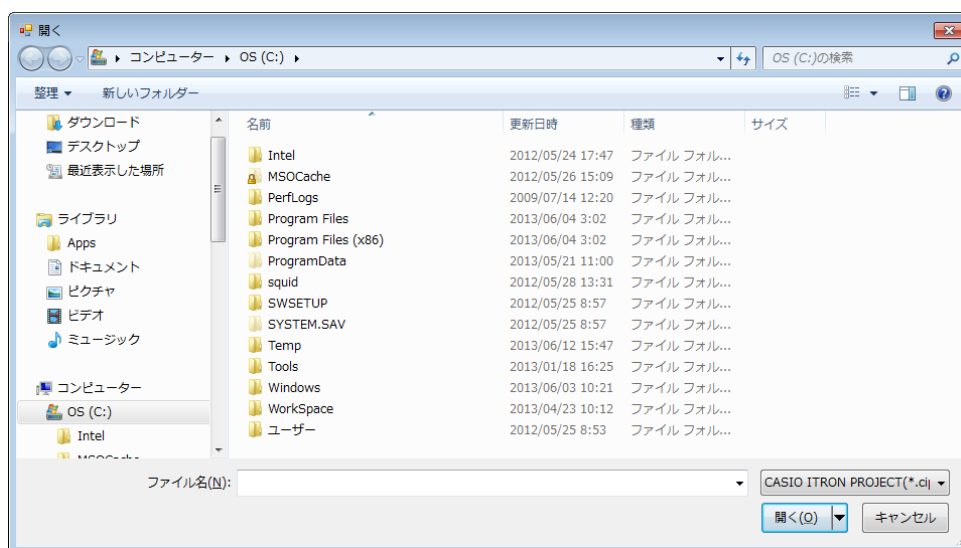 開く
コンピューター ▸ OS (C:) ▸
OS (C:)の検索
整理 新しいフォルダー
ダウンロード
デスクトップ
最近表示した場所
ライブラリ
Apps
ドキュメント
ピクチャ
ビデオ
ミュージック
コンピューター
OS (C:)
Intel
名前 更新日時 種類 サイズ
Intel 2012/05/24 17:47 ファイル フォル...
MSOCache 2012/05/26 15:09 ファイル フォル...
PerfLogs 2009/07/14 12:20 ファイル フォル...
Program Files 2013/06/04 3:02 ファイル フォル...
Program Files (x86) 2013/06/04 3:02 ファイル フォル...
ProgramData 2013/05/21 11:00 ファイル フォル...
squid 2012/05/28 13:31 ファイル フォル...
SWSETUP 2012/05/25 8:57 ファイル フォル...
SYSTEM.SAV 2012/05/25 8:57 ファイル フォル...
Temp 2013/06/12 15:47 ファイル フォル...
Tools 2013/01/18 16:25 ファイル フォル...
Windows 2013/06/03 10:21 ファイル フォル...
WorkSpace 2013/04/23 10:12 ファイル フォル...
ユーザー 2012/05/25 8:53 ファイル フォル...
ファイル名(N):
CASIO ITRON PROJECT(*.cip
開く(O) キャンセル